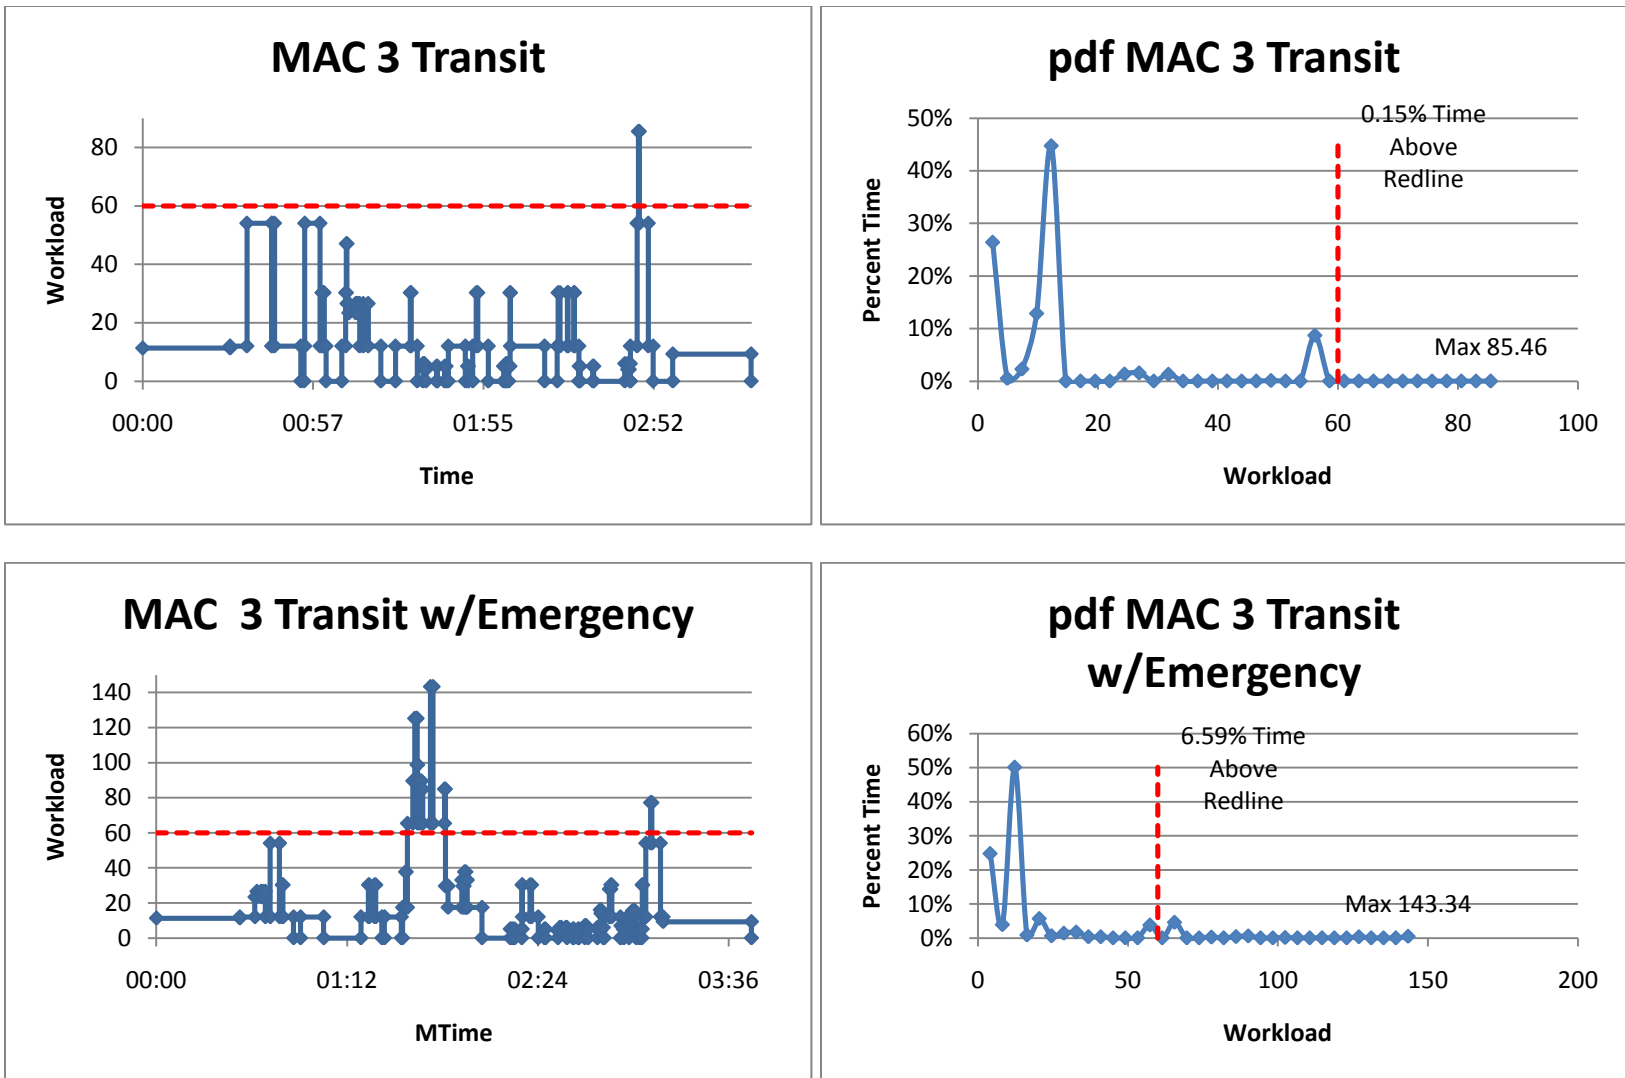 MAC 3 Transit
80
60
40
20
0
Workload
00:00 00:57 01:55 02:52
Time
pdf MAC 3 Transit
50%
40%
30%
20%
10%
0%
Percent Time
0.15% Time
Above
Redline
Max 85.46
0 20 40 60 80 100
Workload
MAC 3 Transit w/Emergency
140
120
100
80
60
40
20
0
Workload
00:00 01:12 02:24 03:36
MTime
pdf MAC 3 Transit
w/Emergency
60%
50%
40%
30%
20%
10%
0%
Percent Time
6.59% Time
Above
Redline
Max 143.34
0 50 100 150 200
Workload